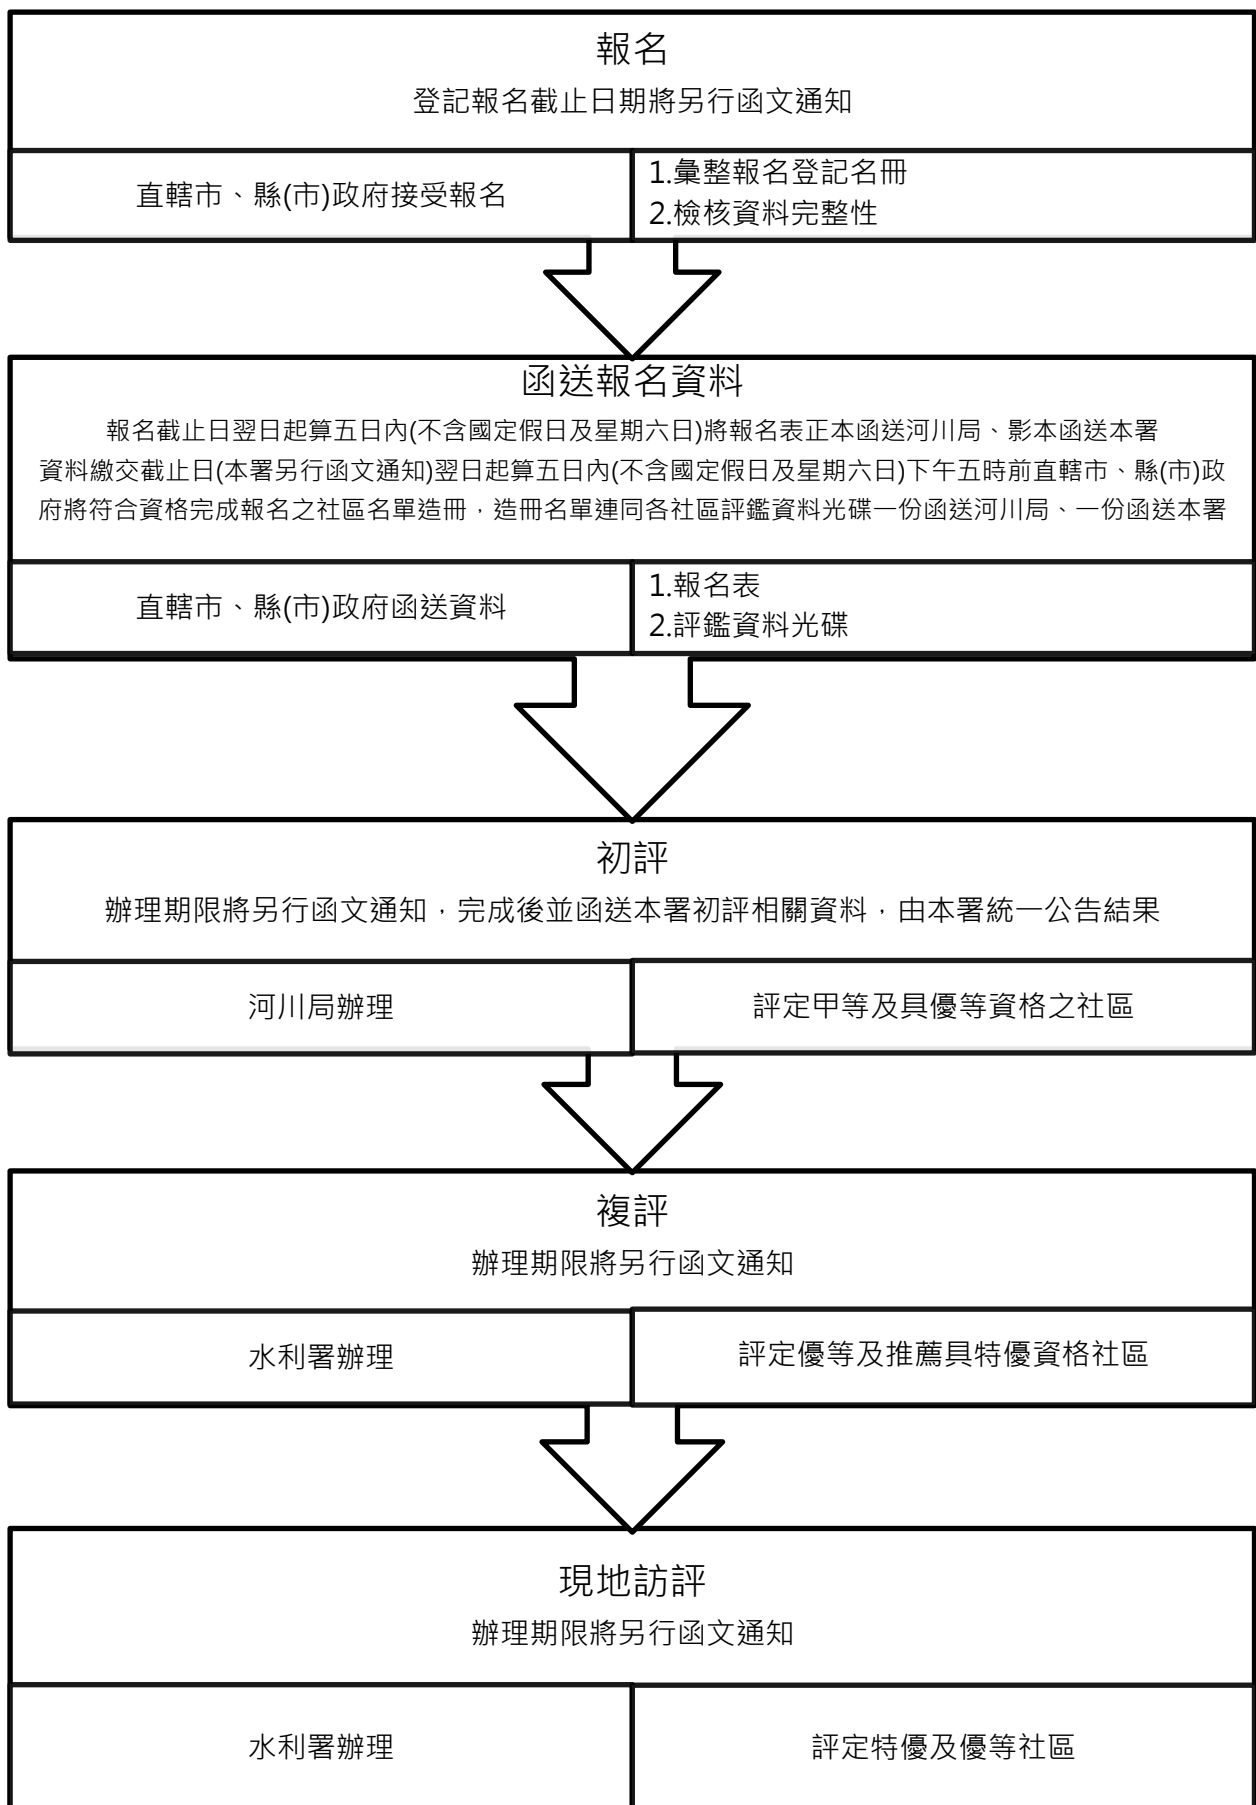 報名
登記報名截止日期將另行函文通知
直轄市、縣(市)政府接受報名
1.彙整報名登記名冊
2.檢核資料完整性
函送報名資料
報名截止日翌日起算五日內(不含國定假日及星期六日)將報名表正本函送河川局、影本函送本署
資料繳交截止日(本署另行函文通知)翌日起算五日內(不含國定假日及星期六日)下午五時前直轄市、縣(市)政
府將符合資格完成報名之社區名單造冊，造冊名單連同各社區評鑑資料光碟一份函送河川局、一份函送本署
直轄市、縣(市)政府函送資料
1.報名表
2.評鑑資料光碟
初評
辦理期限將另行函文通知，完成後並函送本署初評相關資料，由本署統一公告結果
河川局辦理
評定甲等及具優等資格之社區
複評
辦理期限將另行函文通知
水利署辦理
評定優等及推薦具特優資格社區
現地訪評
辦理期限將另行函文通知
水利署辦理
評定特優及優等社區